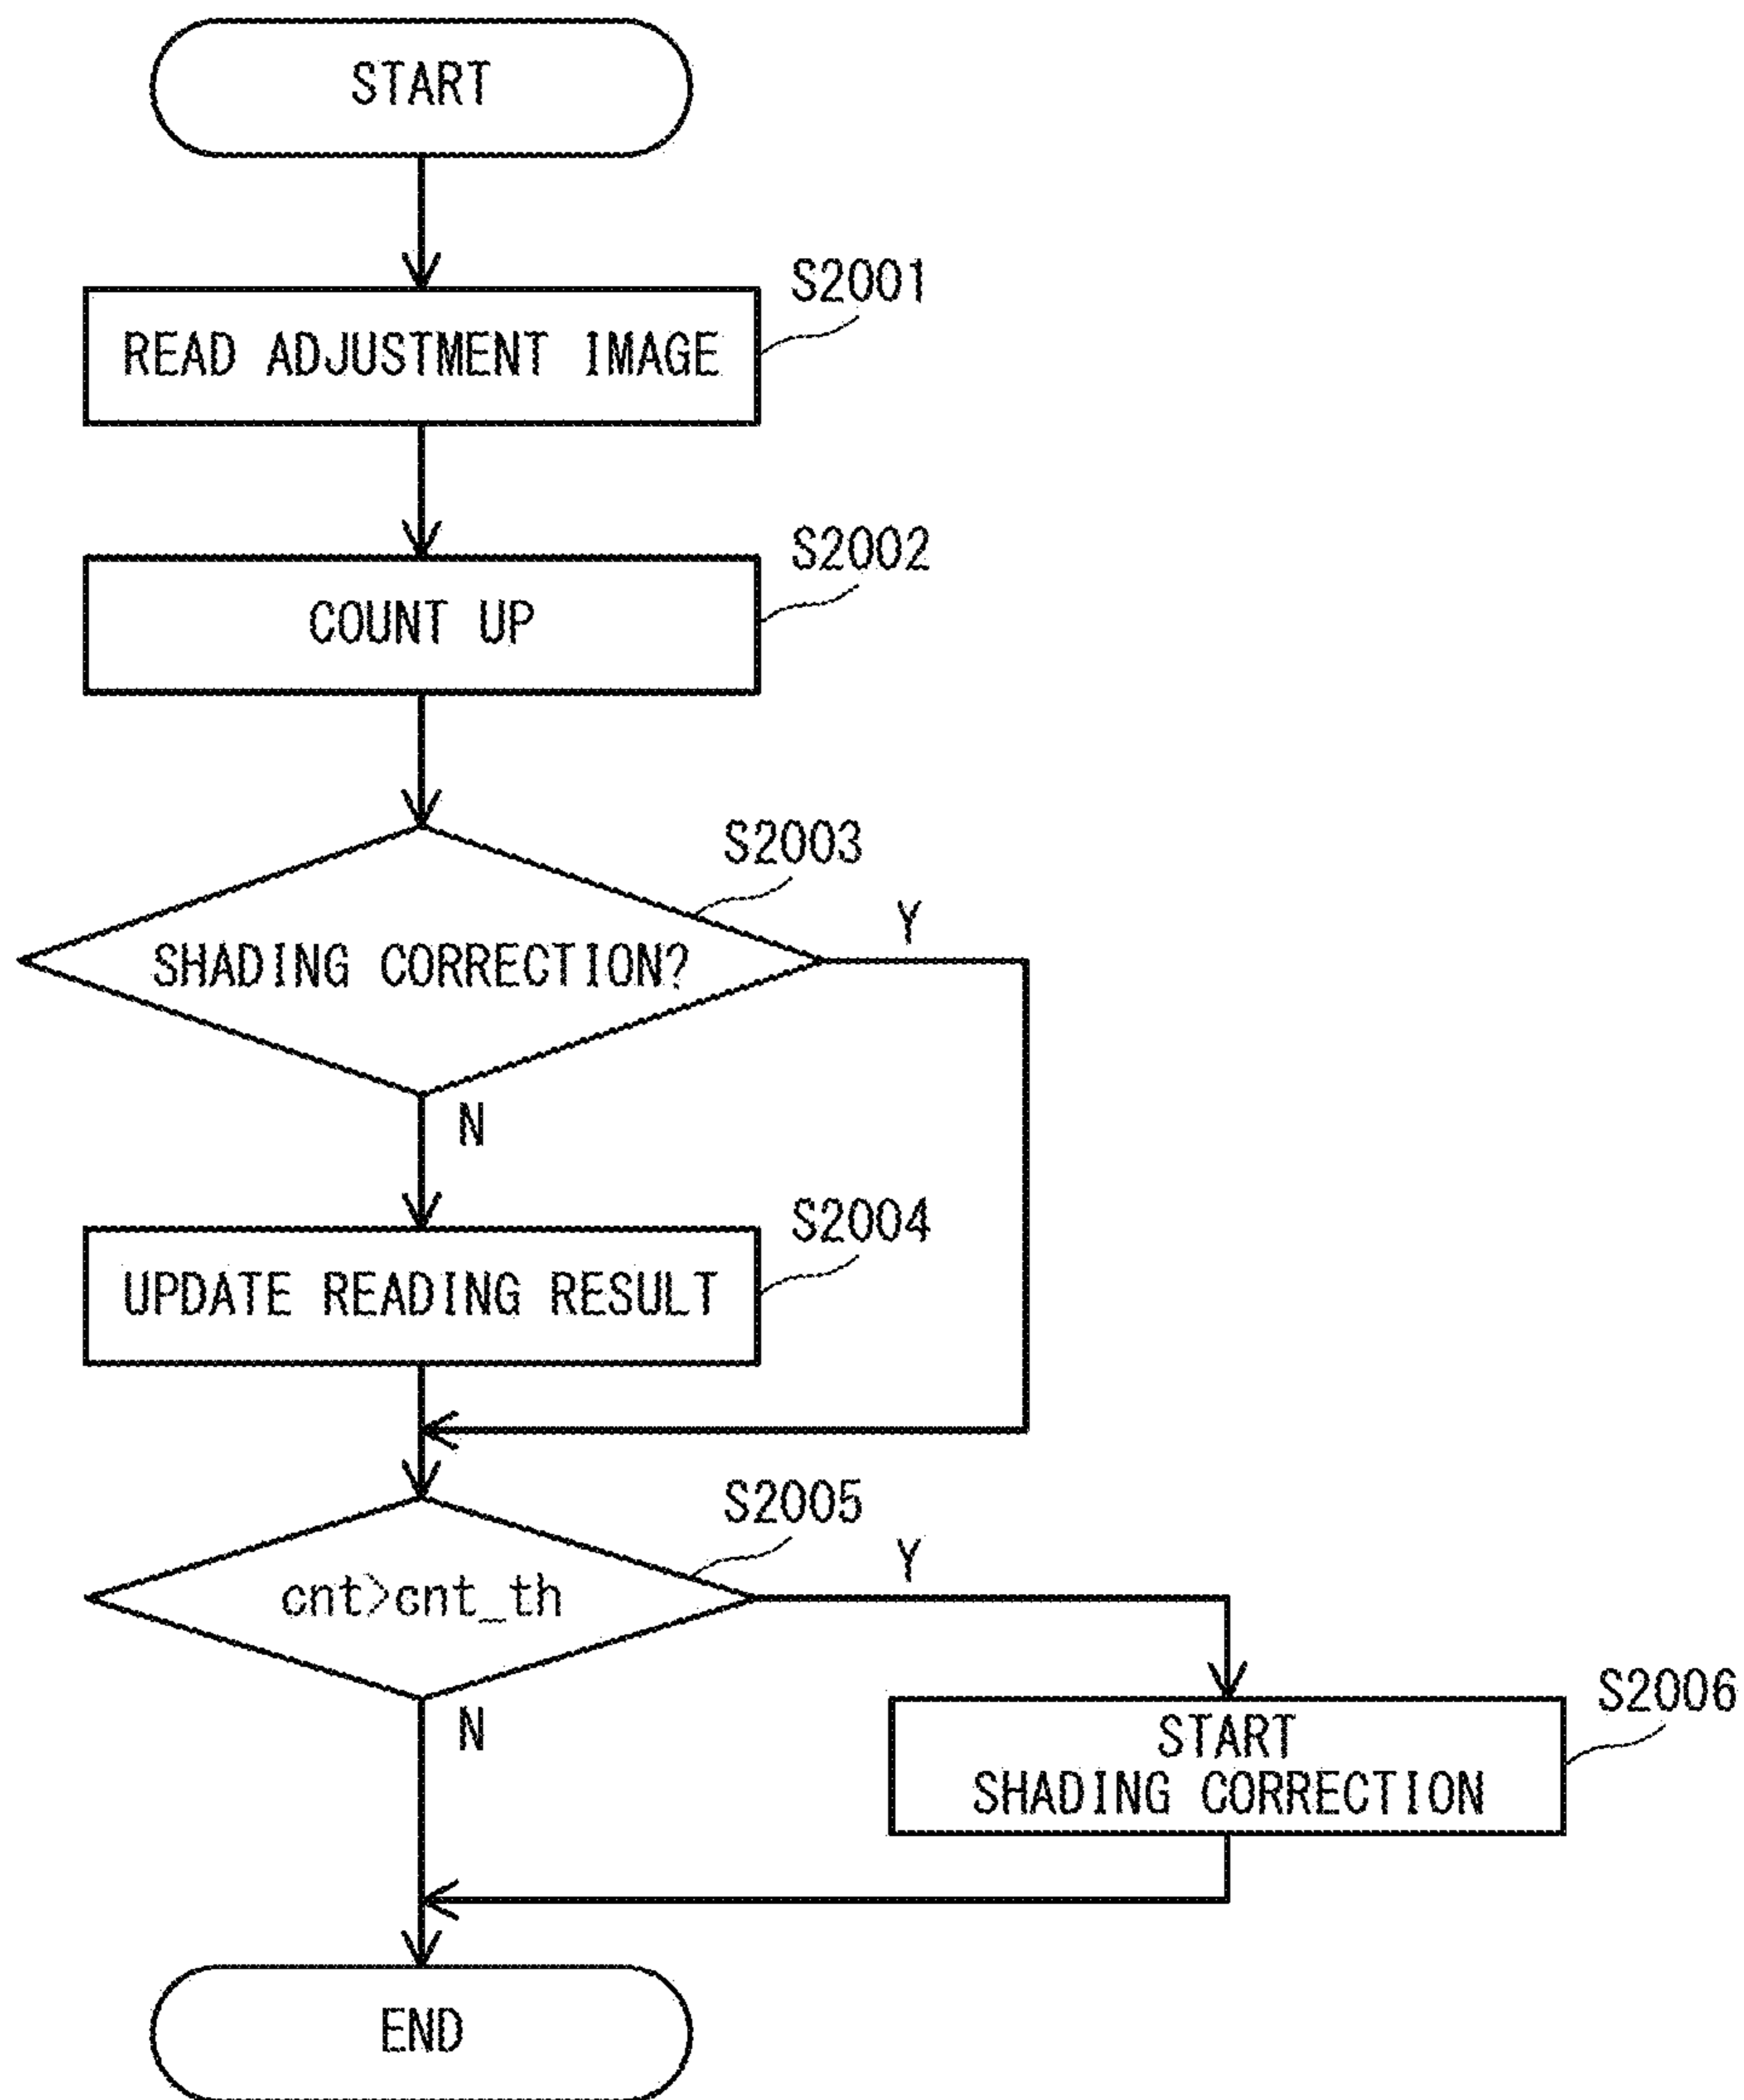 START
S2001
READ ADJUSTMENT IMAGE
S2002
COUNT UP
S2003
SHADING CORRECTION?
Y
N
S2004
UPDATE READING RESULT
S2005
cnt>cnt_th
Y
N
S2006
START
SHADING CORRECTION
END